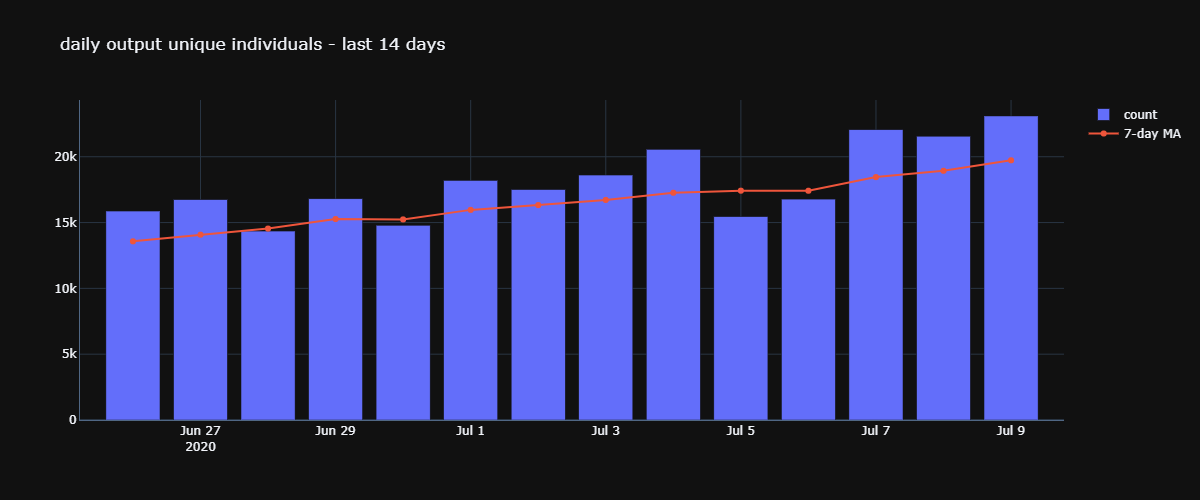 daily output unique individuals - last 14 days
count
7-day MA
20k
15k
10k
5k
0
Jun 27
2020
Jun 29
Jul 1
Jul 3
Jul 5
Jul 7
Jul 9